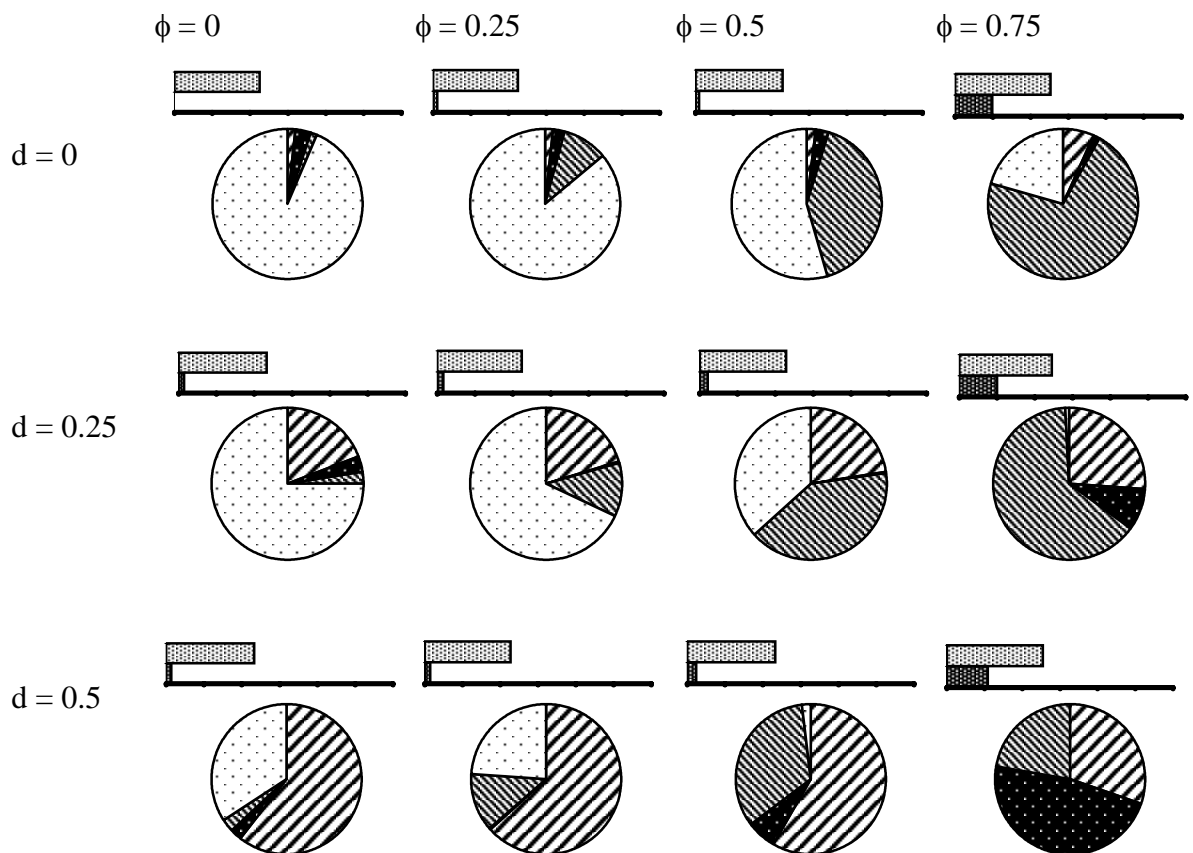 ϕ = 0 ϕ = 0.25 ϕ = 0.5 ϕ = 0.75
d = 0
d = 0.25
d = 0.5